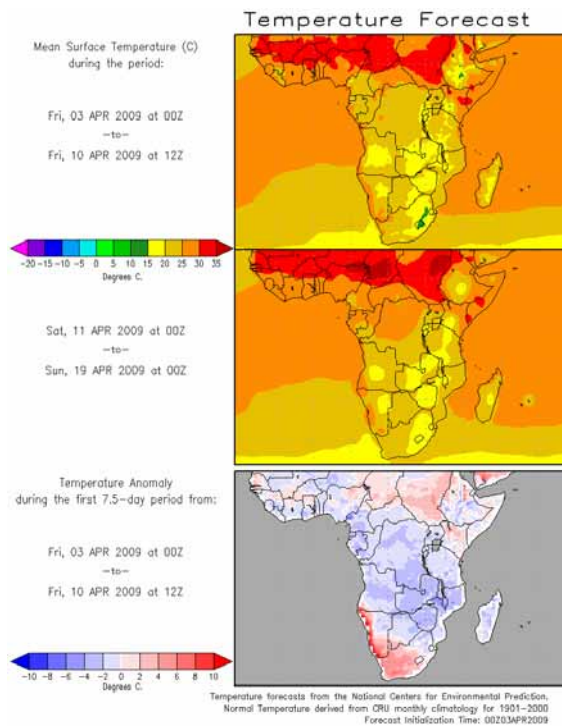 Temperature Forecast
Mean Surface Temperature (C)
during the period:
Fri, 03 APR 2009 at 00Z
—to—
Fri, 10 APR 2009 at 12Z
−20 −15 −10 −5 0 5 10 15 20 25 30 35
Degrees C.
Sat, 11 APR 2009 at 00Z
—to—
Sun, 19 APR 2009 at 00Z
Temperature Anomaly
during the first 7.5−day period from:
Fri, 03 APR 2009 at 00Z
—to—
Fri, 10 APR 2009 at 12Z
−10 −8 −6 −4 −2 0 2 4 6 8 10
Degrees C.
Temperature forecasts from the National Centers for Environmental Prediction.
Normal Temperature derived from CRU monthly climatology for 1901−2000
Forecast Initialization Time: 00Z03APR2009